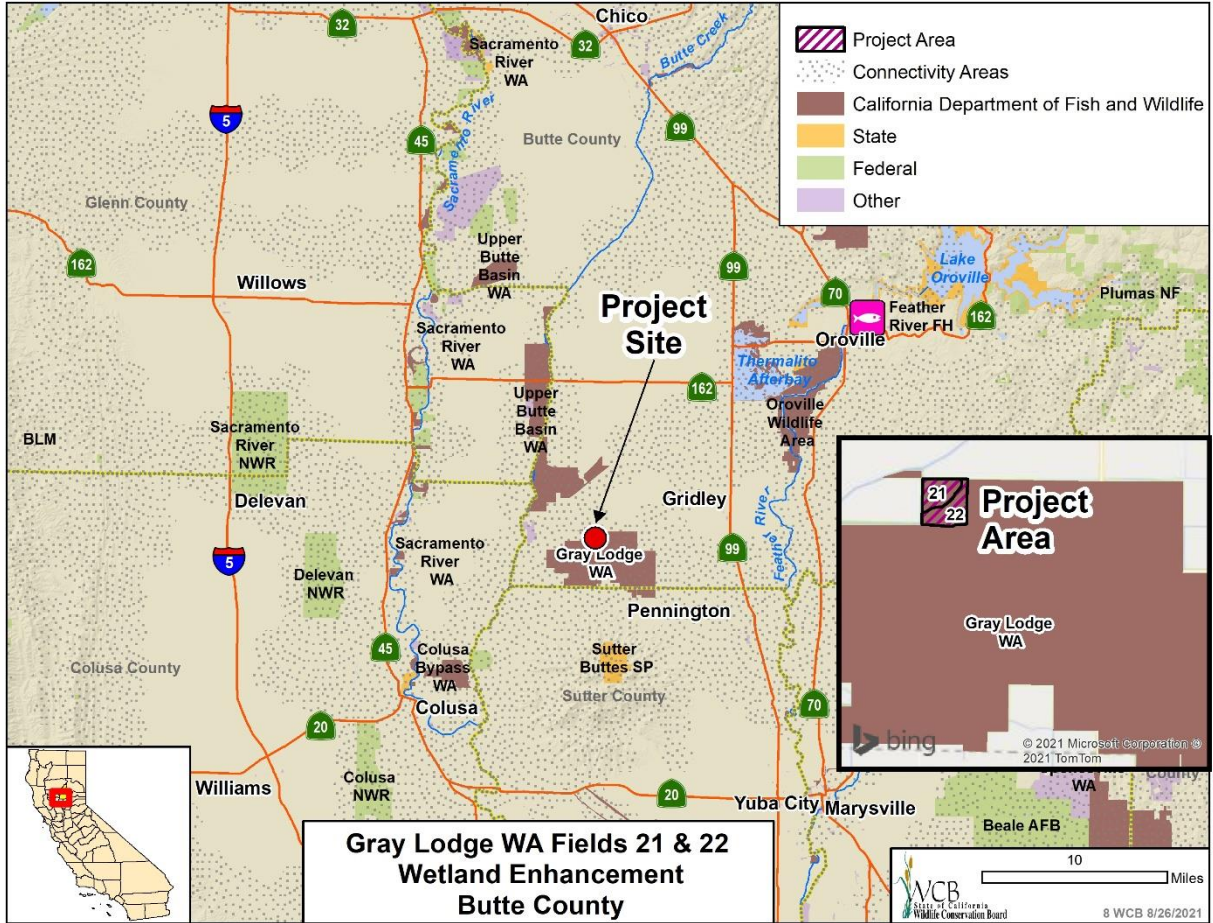 Chico
32
32
Sacramento
River
WA
Butte Creek
5
45
99
Sacramento River
Butte County
Glenn County
162
Willows
Upper
Butte
Basin
WA
Project
Site
99
70
Lake
Oroville
Feather
River FH
162
Plumas NF
Oroville
Sacramento
River
WA
Thermalito
Afterbay
162
Upper
Butte
Basin
WA
Oroville
Wildlife
Area
BLM
Sacramento
River
NWR
Delevan
Gridley
Feather River
5
Delevan
NWR
Sacramento
River
WA
Gray Lodge
WA
99
Pennington
45
Colusa
Bypass
WA
Sutter
Buttes SP
Colusa County
Sutter County
Colusa
70
20
Colusa
NWR
Williams
20
Yuba City
Marysville
WA
County
Beale AFB
Project Area
Connectivity Areas
California Department of Fish and Wildlife
State
Federal
Other
21
22
Project
Area
Gray Lodge
WA
bing
© 2021 Microsoft Corporation ©
2021 TomTom
Gray Lodge WA Fields 21 & 22
Wetland Enhancement
Butte County
WCB
State of California
Wildlife Conservation Board
10
Miles
8 WCB 8/26/2021